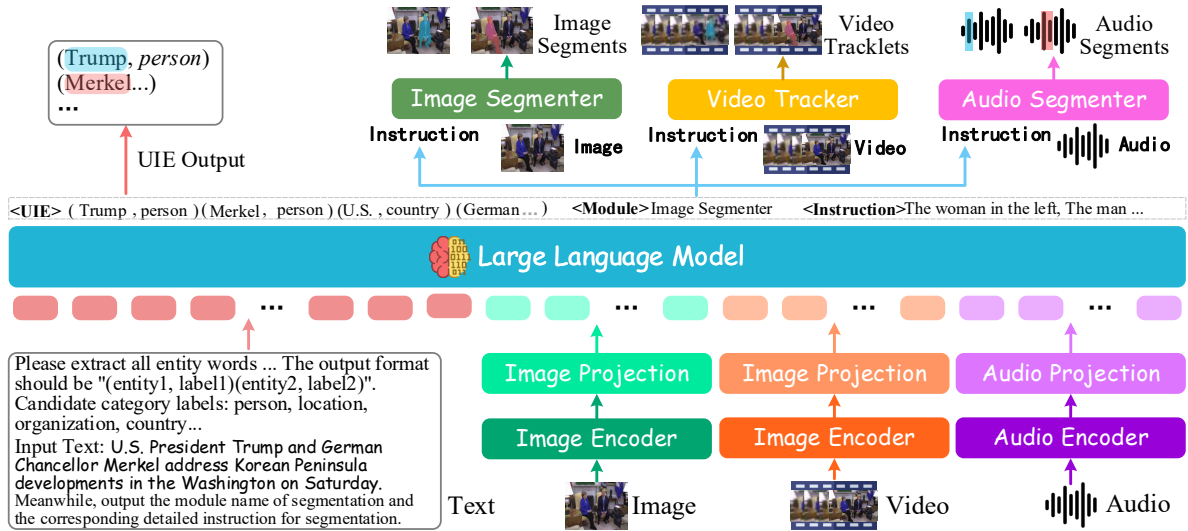 (Trump, person)
(Merkel...)
...
UIE Output
Image
Segments
Video
Tracklets
Audio
Segments
Image Segmenter
Video Tracker
Audio Segmenter
Instruction
Image
Instruction
Video
Instruction
Audio
<UIE> ( Trump , person ) ( Merkel, person ) (U.S. , country ) (German ... ) <Module> Image Segmenter <Instruction>The woman in the left, The man ...
Large Language Model
... ... ... ...
Please extract all entity words ... The output format
should be "(entity1, label1)(entity2, label2)".
Candidate category labels: person, location,
organization, country...
Input Text: U.S. President Trump and German
Chancellor Merkel address Korean Peninsula
developments in the Washington on Saturday.
Meanwhile, output the module name of segmentation and
the corresponding detailed instruction for segmentation.
Text
Image Projection
Image Encoder
Image
Image Projection
Image Encoder
Video
Audio Projection
Audio Encoder
Audio